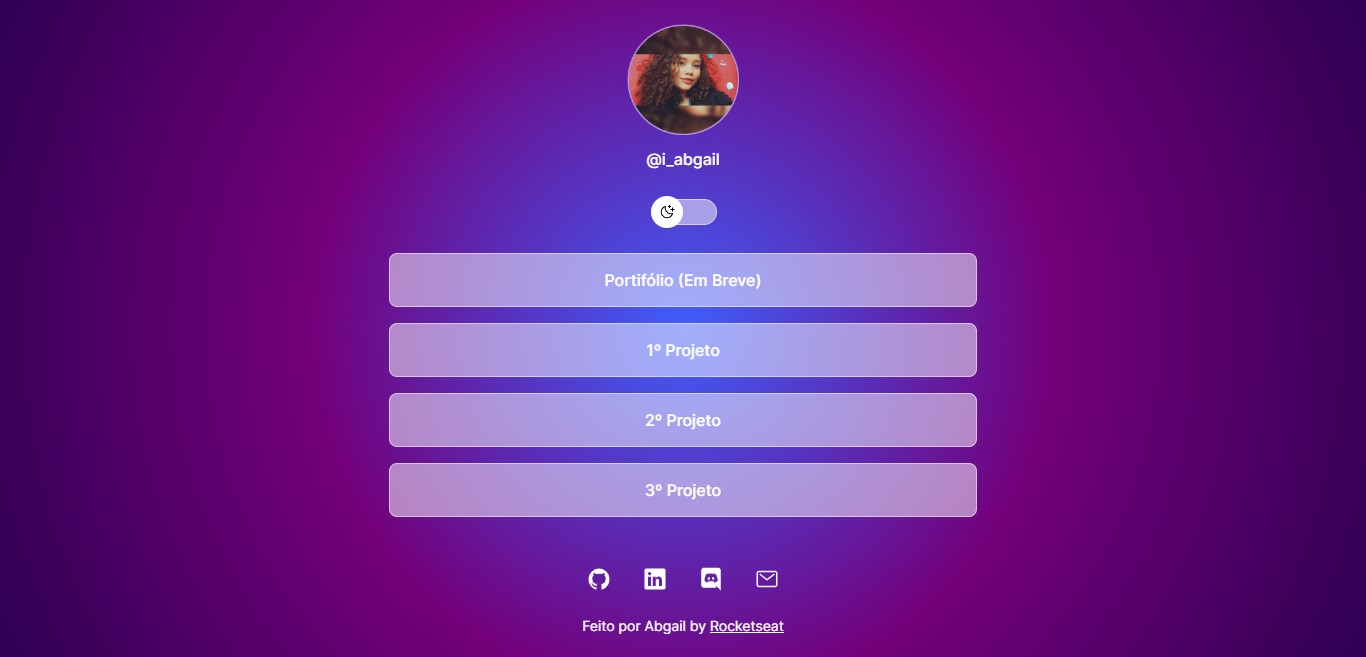 @i_abgail
Portifólio (Em Breve)
1º Projeto
2º Projeto
3º Projeto
Feito por Abgail by Rocketseat